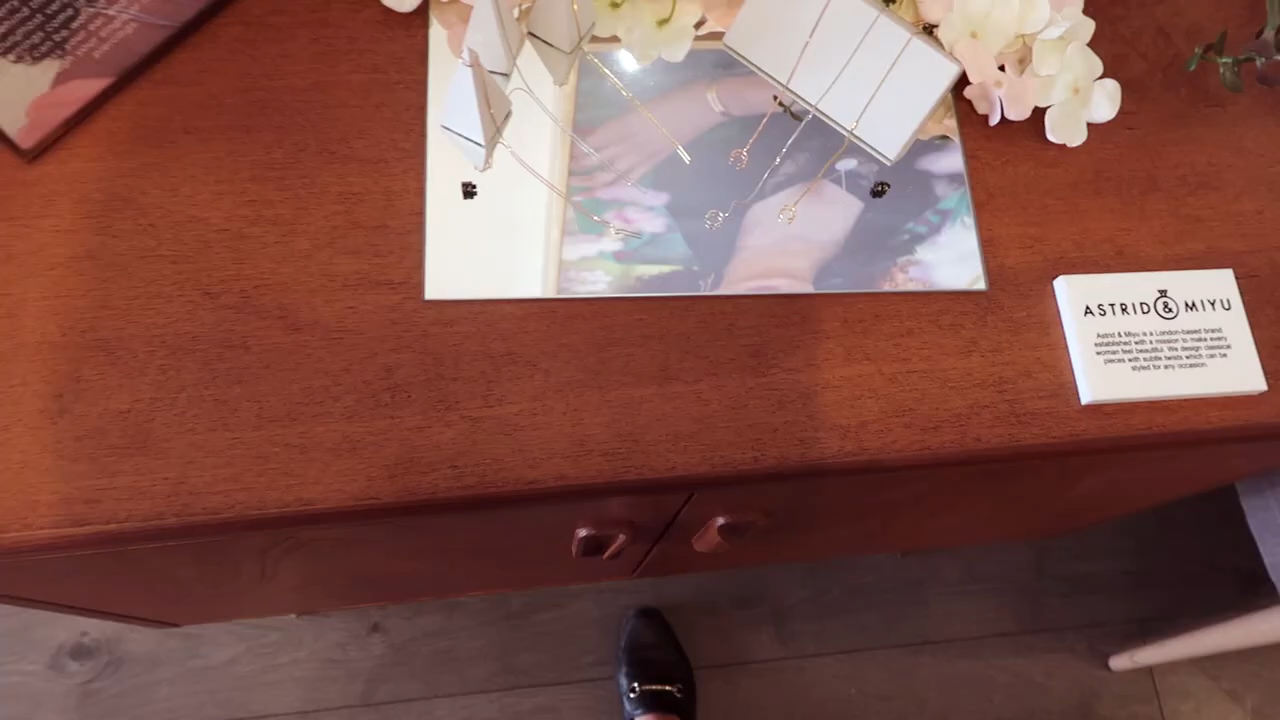 ASTRID & MIYU
Astrid & Miyu is a London-based brand
established with a mission to make every
woman feel beautiful. We design classical
pieces with subtle twists which can be
styled for any occasion.